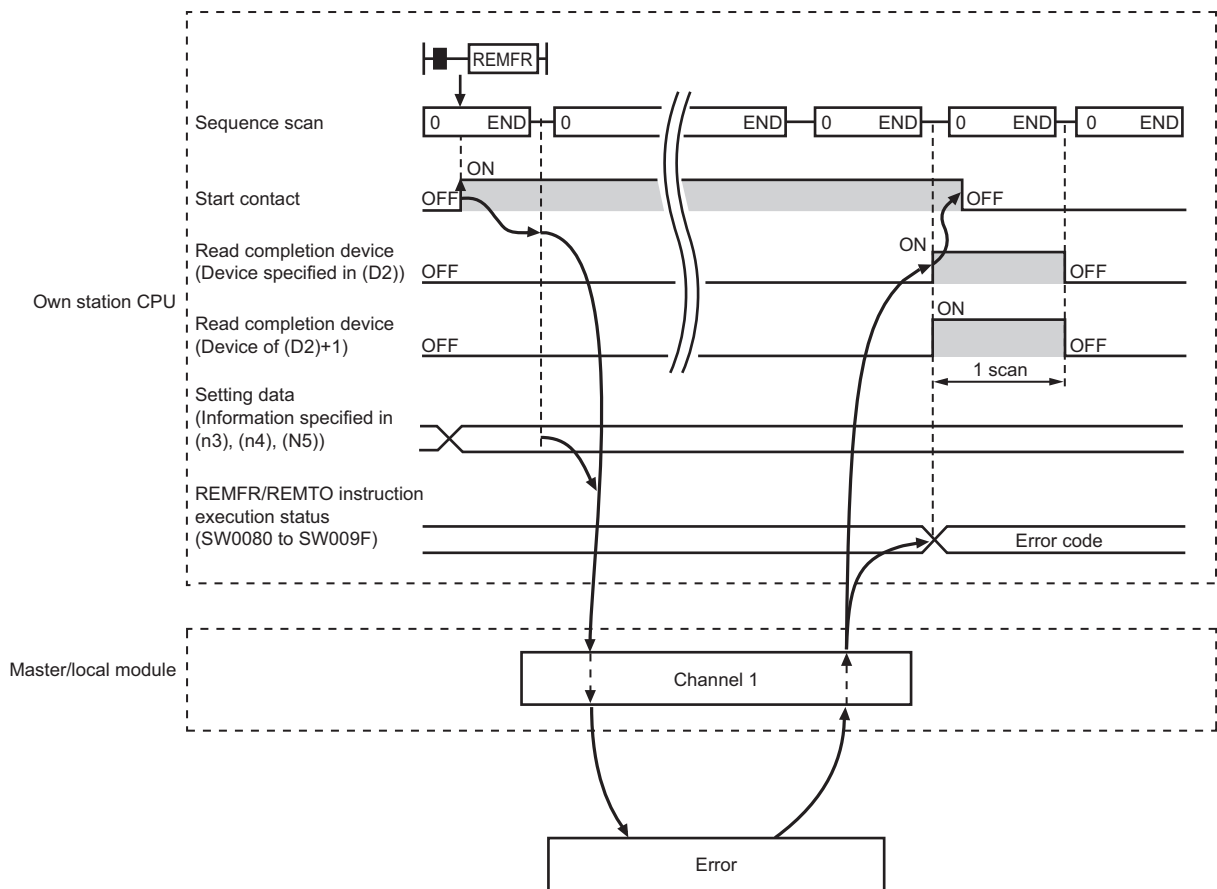 REMFR
Sequence scan
0 END 0 END 0 END 0 END 0 END
ON
Start contact
OFF OFF
Read completion device
(Device specified in (D2))
OFF ON OFF
Own station CPU
Read completion device
(Device of (D2)+1)
OFF ON OFF
1 scan
Setting data
(Information specified in
(n3), (n4), (N5))
REMFR/REMTO instruction
execution status
(SW0080 to SW009F)
Error code
Master/local module
Channel 1
Error